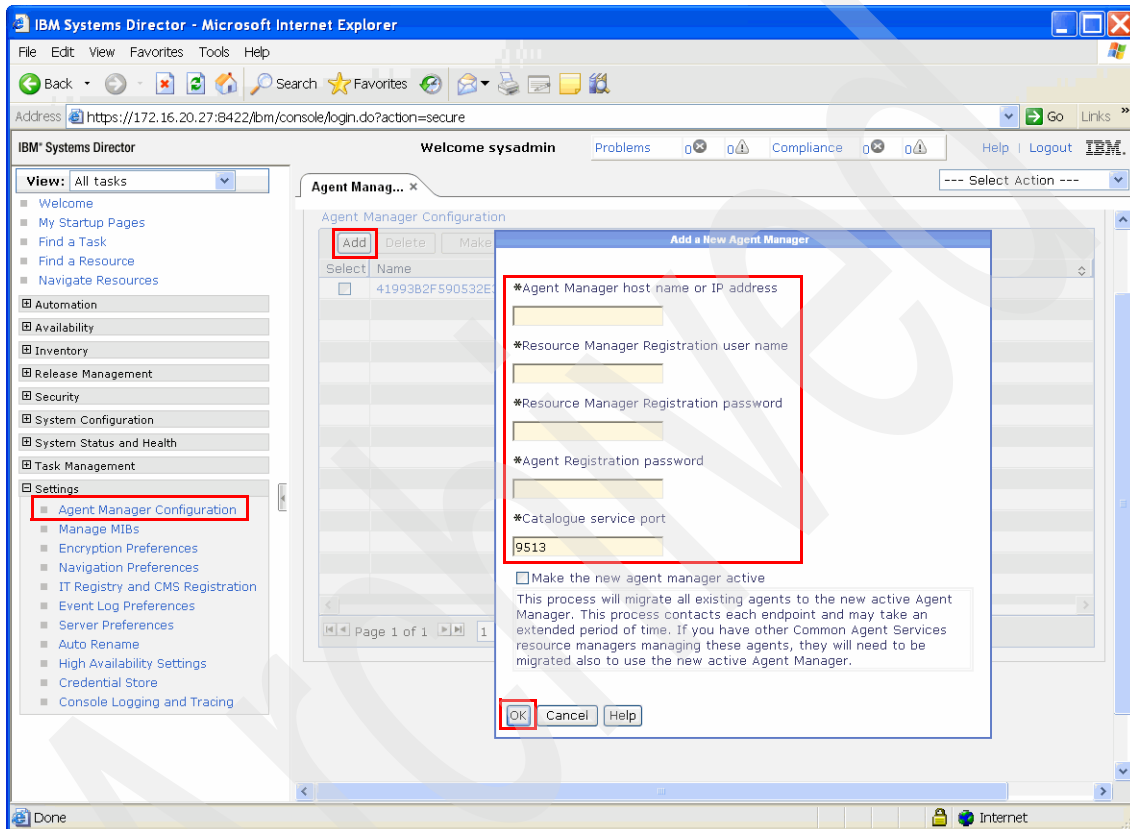 IBM Systems Director - Microsoft Internet Explorer
File Edit View Favorites Tools Help
Back Search Favorites
Address https://172.16.20.27:8422/ibm/console/login.do?action=secure Go Links »
IBM® Systems Director Welcome sysadmin Problems 0 0 Compliance 0 0 Help | Logout IBM.
View: All tasks
Agent Manag... ×
--- Select Action ---
Welcome
My Startup Pages
Find a Task
Find a Resource
Navigate Resources
Automation
Availability
Inventory
Release Management
Security
System Configuration
System Status and Health
Task Management
Settings
Agent Manager Configuration
Manage MIBs
Encryption Preferences
Navigation Preferences
IT Registry and CMS Registration
Event Log Preferences
Server Preferences
Auto Rename
High Availability Settings
Credential Store
Console Logging and Tracing
Agent Manager Configuration
Add Delete Make
Select Name
41993B2F590532E
Page 1 of 1 1
Add a New Agent Manager
*Agent Manager host name or IP address
*Resource Manager Registration user name
*Resource Manager Registration password
*Agent Registration password
*Catalogue service port
9513
Make the new agent manager active
This process will migrate all existing agents to the new active Agent
Manager. This process contacts each endpoint and may take an
extended period of time. If you have other Common Agent Services
resource managers managing these agents, they will need to be
migrated also to use the new active Agent Manager.
OK Cancel Help
Done Internet
Archived